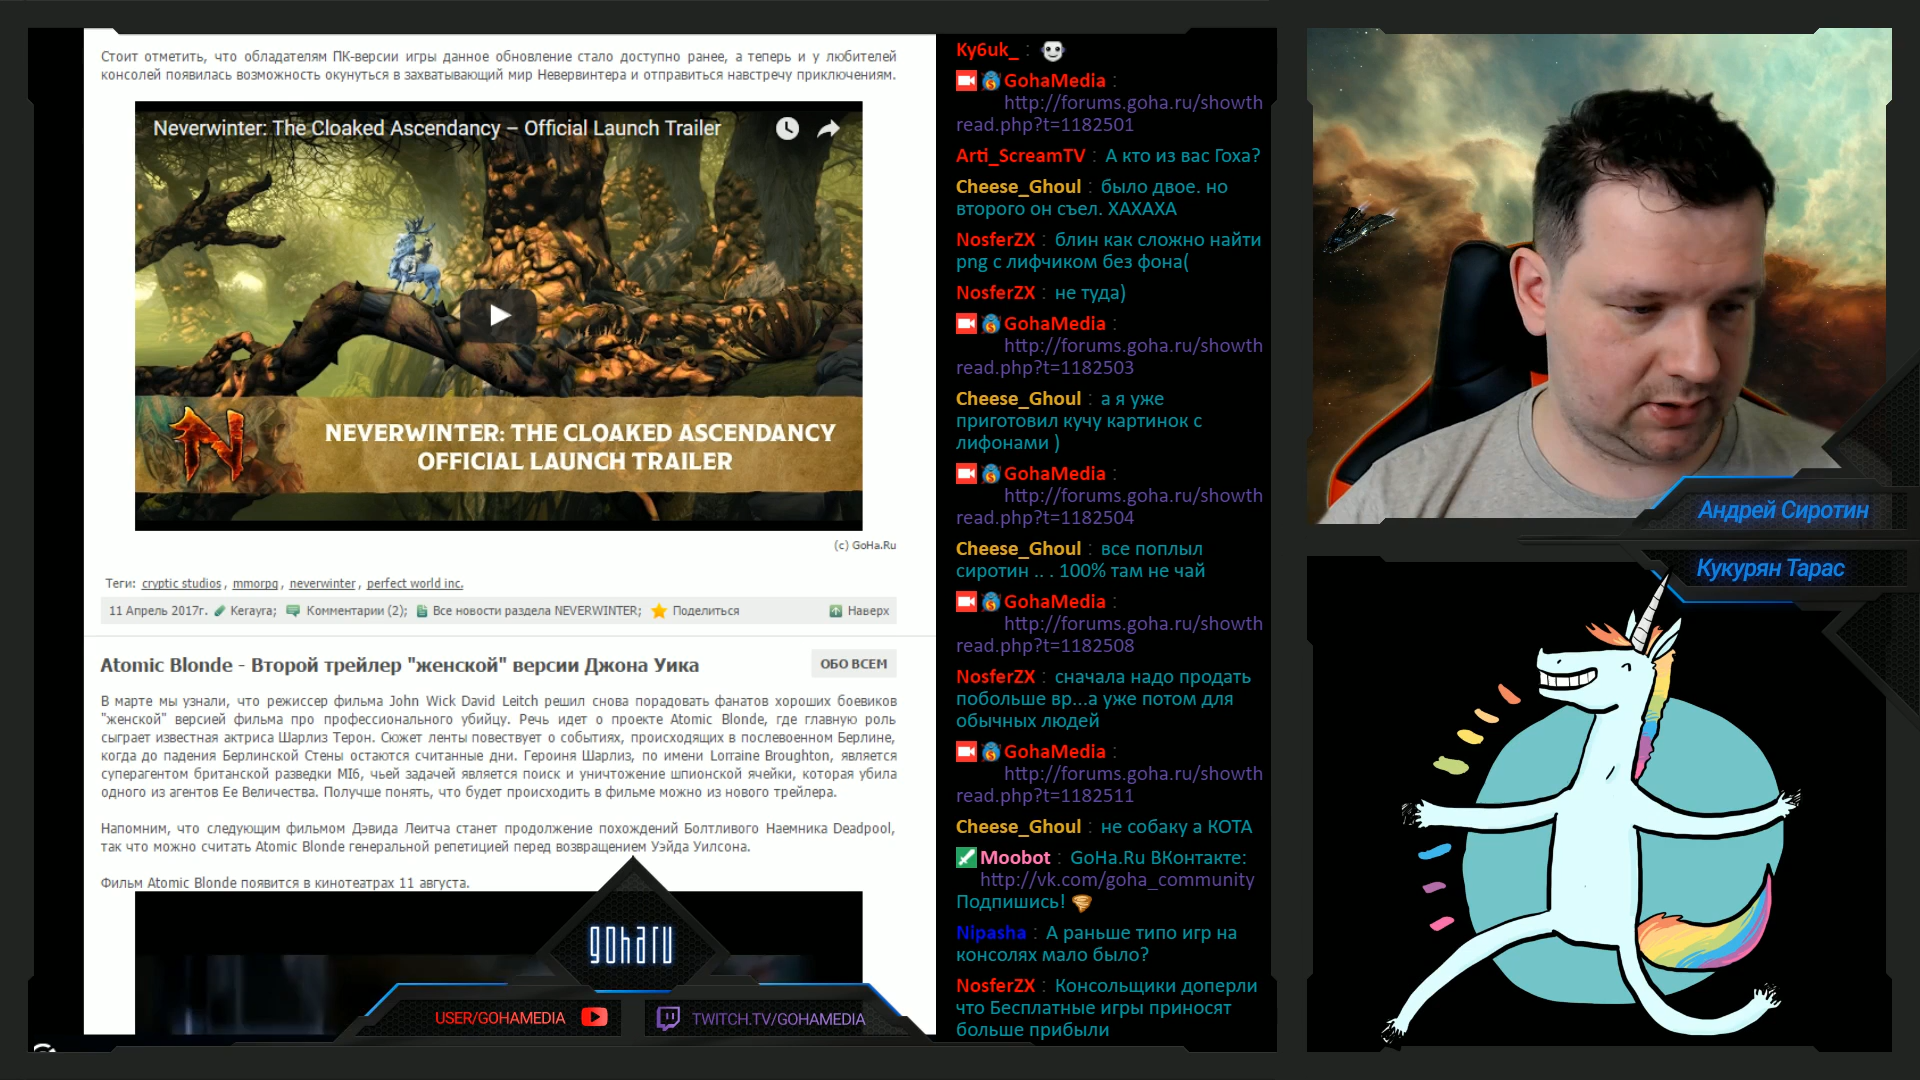 Стоит отметить, что обладателям ПК-версии игры данное обновление стало доступно ранее, а теперь и у любителей
консолей появилась возможность окунуться в захватывающий мир Невервинтера и отправиться навстречу приключениям.
Neverwinter: The Cloaked Ascendancy – Official Launch Trailer
NEVERWINTER: THE CLOAKED ASCENDANCY
OFFICIAL LAUNCH TRAILER
(c) GoHa.Ru
Теги: cryptic studios , mmorpg , neverwinter , perfect world inc.
11 Апрель 2017г. Kerayra; Комментарии (2); Все новости раздела NEVERWINTER; Поделиться Наверх
Atomic Blonde - Второй трейлер "женской" версии Джона Уика
ОБО ВСЕМ
В марте мы узнали, что режиссер фильма John Wick David Leitch решил снова порадовать фанатов хороших боевиков
"женской" версией фильма про профессионального убийцу. Речь идет о проекте Atomic Blonde, где главную роль
сыграет известная актриса Шарлиз Терон. Сюжет ленты повествует о событиях, происходящих в послевоенном Берлине,
когда до падения Берлинской Стены остаются считанные дни. Героиня Шарлиз, по имени Lorraine Broughton, является
суперагентом британской разведки MI6, чьей задачей является поиск и уничтожение шпионской ячейки, которая убила
одного из агентов Ее Величества. Получше понять, что будет происходить в фильме можно из нового трейлера.
Напомним, что следующим фильмом Дэвида Леитча станет продолжение похождений Болтливого Наемника Deadpool,
так что можно считать Atomic Blonde генеральной репетицией перед возвращением Уэйда Уилсона.
Фильм Atomic Blonde появится в кинотеатрах 11 августа.
goharu
USER/GOHAMEDIA
TWITCH.TV/GOHAMEDIA
Ky6uk_ :
GohaMedia :
http://forums.goha.ru/showth
read.php?t=1182501
Arti_ScreamTV : А кто из вас Гоха?
Cheese_Ghoul : было двое. но
второго он съел. ХАХАХА
NosferZX : блин как сложно найти
png с лифчиком без фона(
NosferZX : не туда)
GohaMedia :
http://forums.goha.ru/showth
read.php?t=1182503
Cheese_Ghoul : а я уже
приготовил кучу картинок с
лифонами )
GohaMedia :
http://forums.goha.ru/showth
read.php?t=1182504
Cheese_Ghoul : все поплыл
сиротин .. . 100% там не чай
GohaMedia :
http://forums.goha.ru/showth
read.php?t=1182508
NosferZX : сначала надо продать
побольше вр...а уже потом для
обычных людей
GohaMedia :
http://forums.goha.ru/showth
read.php?t=1182511
Cheese_Ghoul : не собаку а КОТА
Moobot : GoHa.Ru ВКонтакте:
http://vk.com/goha_community
Подпишись!
Nipasha : А раньше типо игр на
консолях мало было?
NosferZX : Консольщики доперли
что Бесплатные игры приносят
больше прибыли
Андрей Сиротин
Кукурян Тарас